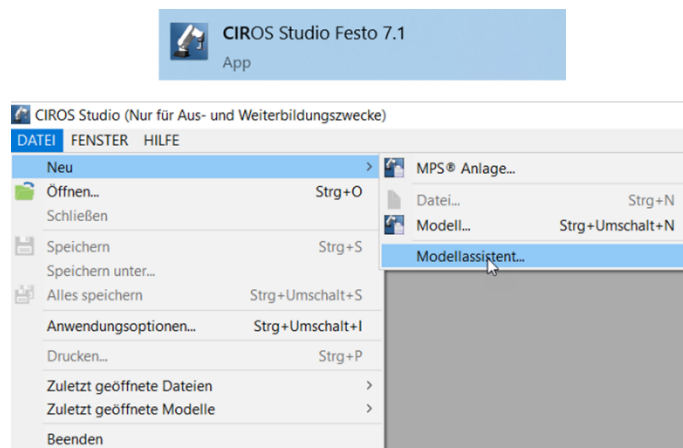 CIROS Studio Festo 7.1
App
CIROS Studio (Nur für Aus- und Weiterbildungszwecke)
DATEI FENSTER HILFE
Neu >
MPS® Anlage...
Öffnen... Strg+O
Datei... Strg+N
Schließen
Modell... Strg+Umschalt+N
Speichern Strg+S
Modellassistent...
Speichern unter...
Alles speichern Strg+Umschalt+S
Anwendungsoptionen... Strg+Umschalt+I
Drucken... Strg+P
Zuletzt geöffnete Dateien >
Zuletzt geöffnete Modelle >
Beenden